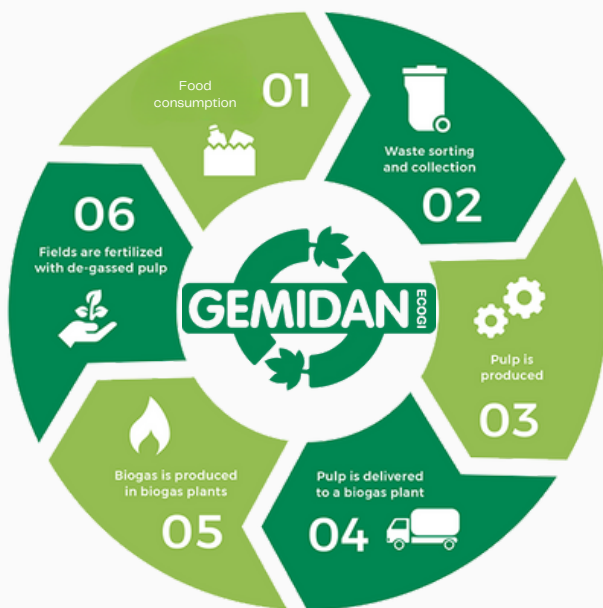 Food
consumption
01
Waste sorting
and collection
02
Pulp is
produced
03
Pulp is delivered
to a biogas plant
04
Biogas is produced
in biogas plants
05
06
Fields are fertilized
with de-gassed pulp
GEMIDAN
ECOGI